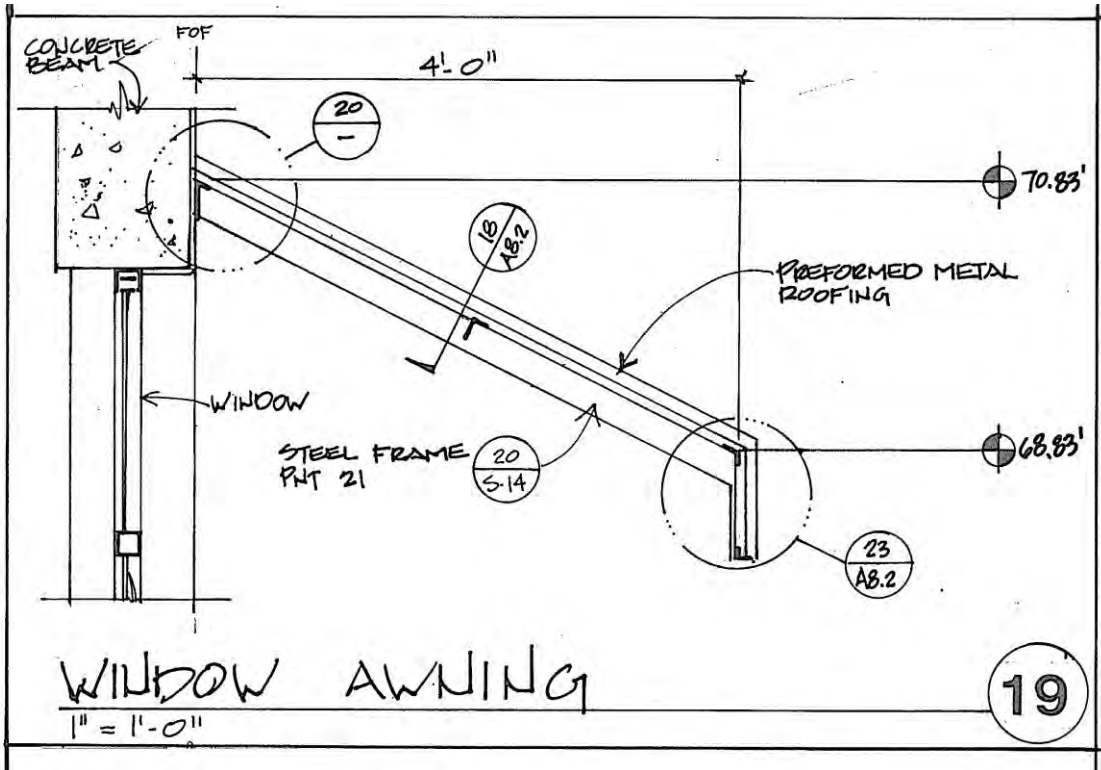 CONCRETE
BEAM
FOF
4'-0"
20
-
70.83'
18
A8.2
PREFORMED METAL
ROOFING
WINDOW
STEEL FRAME
PNT 21
20
S-14
68.83'
23
A8.2
WINDOW AWNING
1" = 1'-0"
19